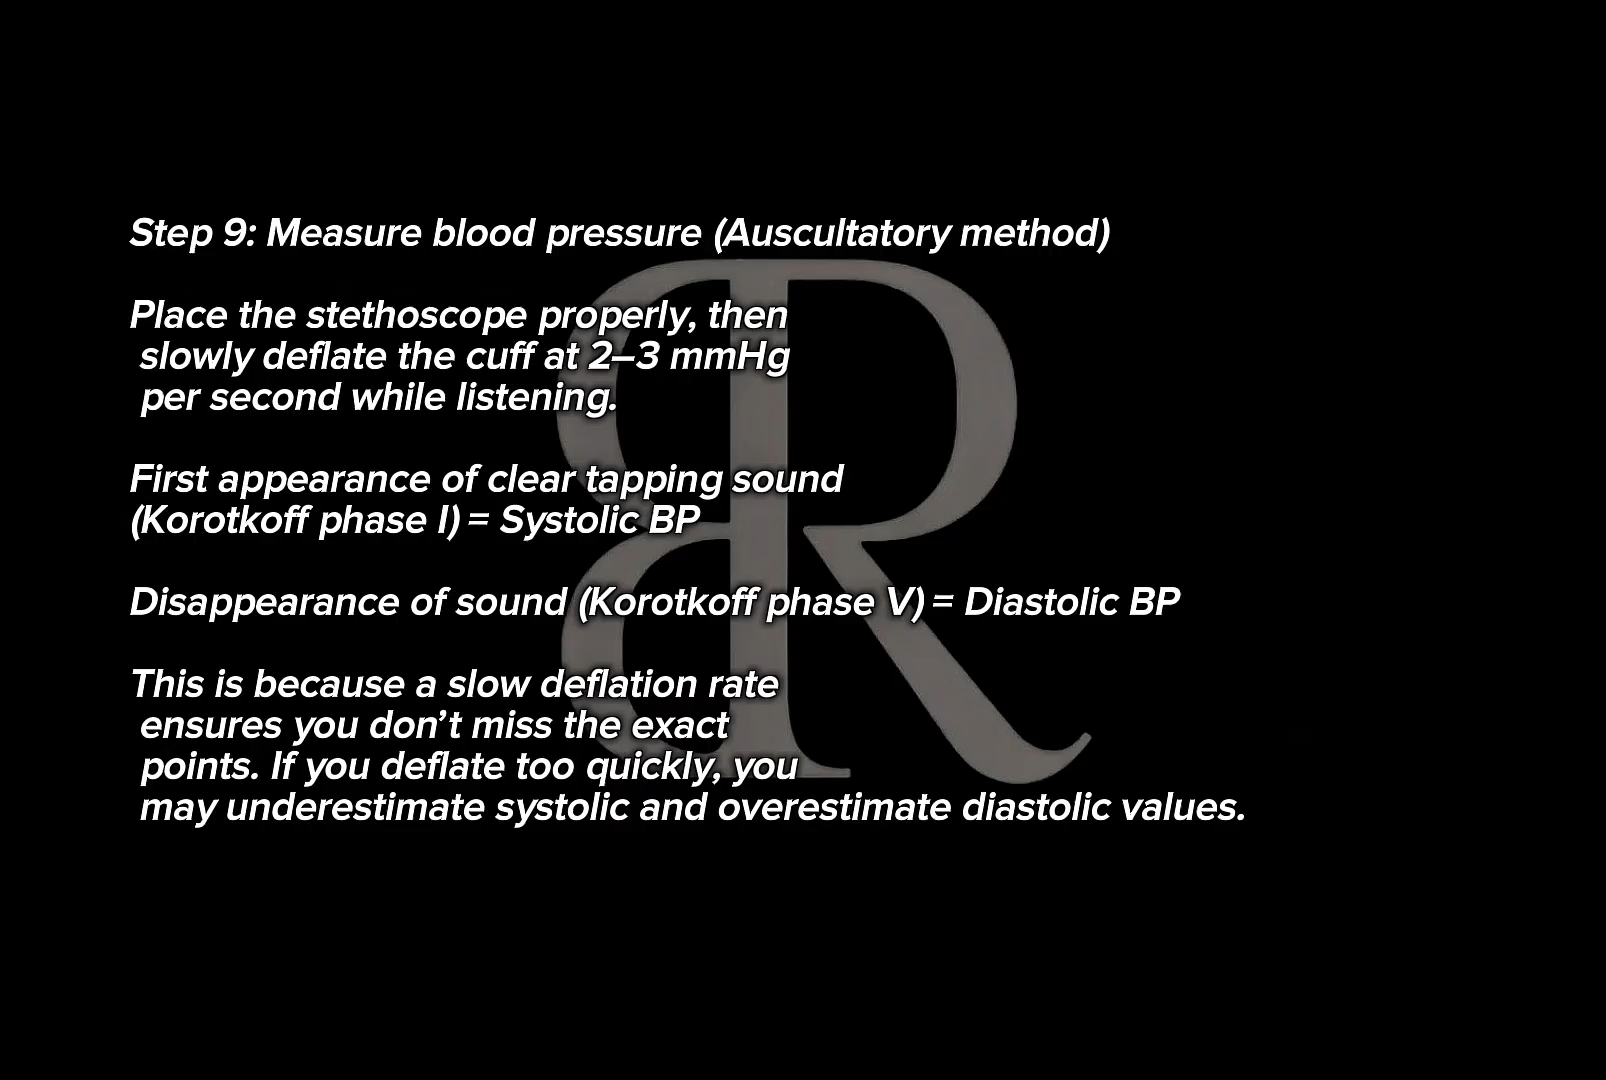 Step 9: Measure blood pressure (Auscultatory method)
Place the stethoscope properly, then
slowly deflate the cuff at 2–3 mmHg
per second while listening.
First appearance of clear tapping sound
(Korotkoff phase I) = Systolic BP
Disappearance of sound (Korotkoff phase V) = Diastolic BP
This is because a slow deflation rate
ensures you don’t miss the exact
points. If you deflate too quickly, you
may underestimate systolic and overestimate diastolic values.